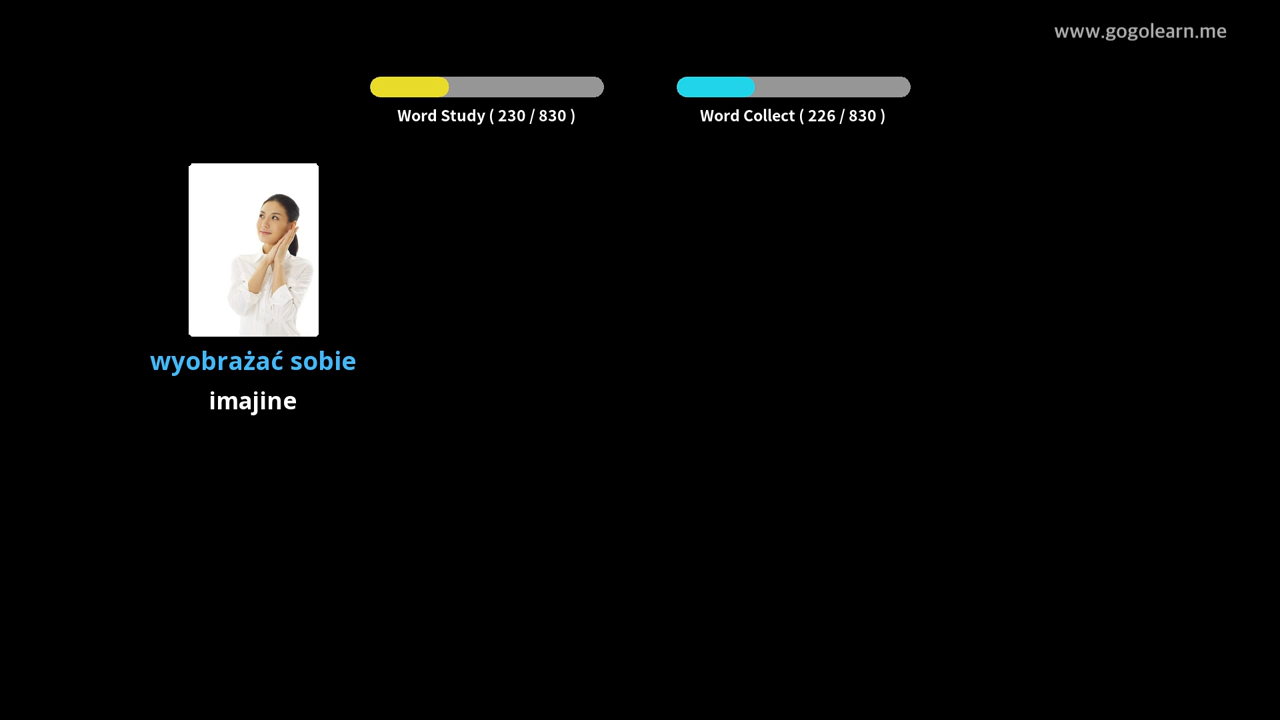 www.gogolearn.me
Word Study ( 230 / 830 )
Word Collect ( 226 / 830 )
wyobrażać sobie
imajine